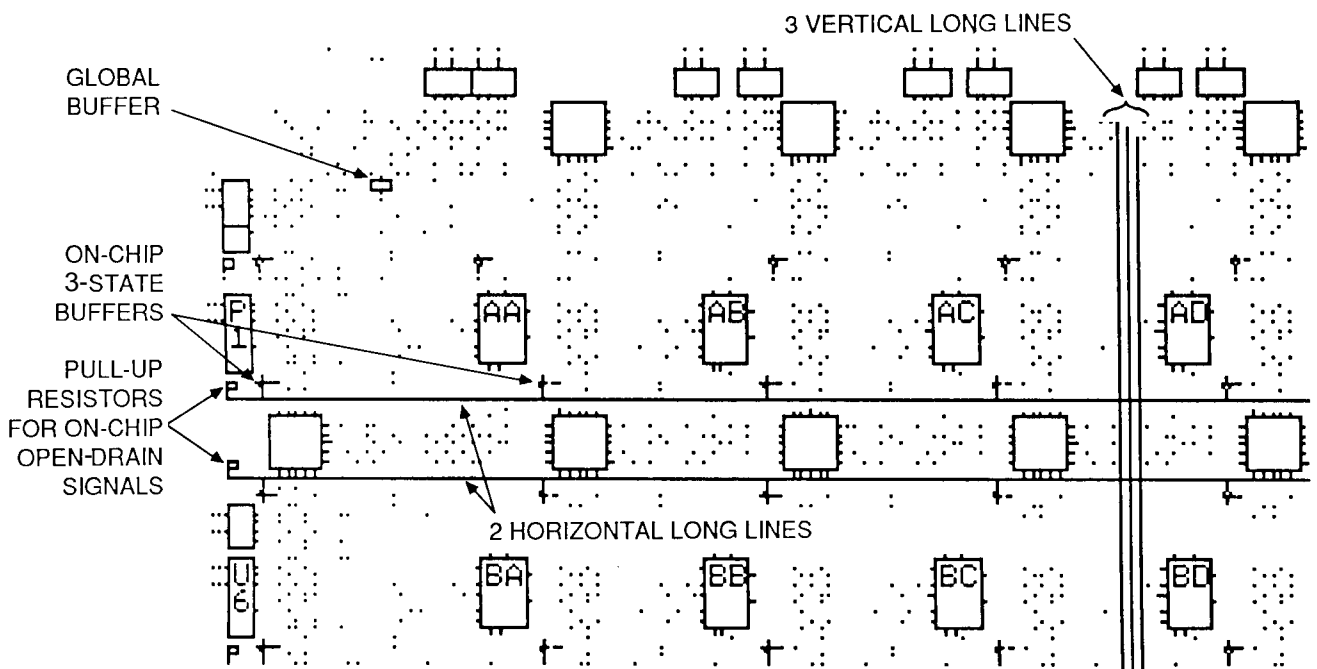 3 VERTICAL LONG LINES
GLOBAL
BUFFER
ON-CHIP
3-STATE
BUFFERS
P
1
AA
AB
AC
AD
PULL-UP
RESISTORS
FOR ON-CHIP
OPEN-DRAIN
SIGNALS
2 HORIZONTAL LONG LINES
U
6
BA
BB
BC
BD